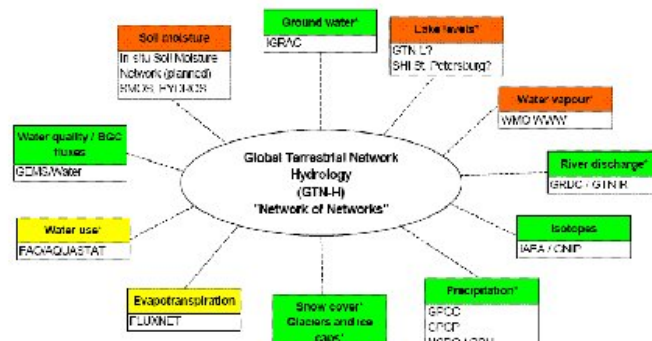 Soil moisture
In situ Soil Moisture
Network (planned)
SMOS, HYDROS
Ground water*
IGRAC
Lake levels*
GTN-L?
SHI St. Petersburg?
Water vapour*
WMO WWW
Water quality / BGC
fluxes
GEMS/Water
Global Terrestrial Network
Hydrology
(GTN-H)
"Network of Networks"
River discharge*
GRDC / GTN-R
Water use*
FAO/AQUASTAT
Isotopes
IAEA / GNIP
Evapotranspiration
FLUXNET
Snow cover*
Glaciers and ice
caps*
Precipitation*
GPCC
GPCP